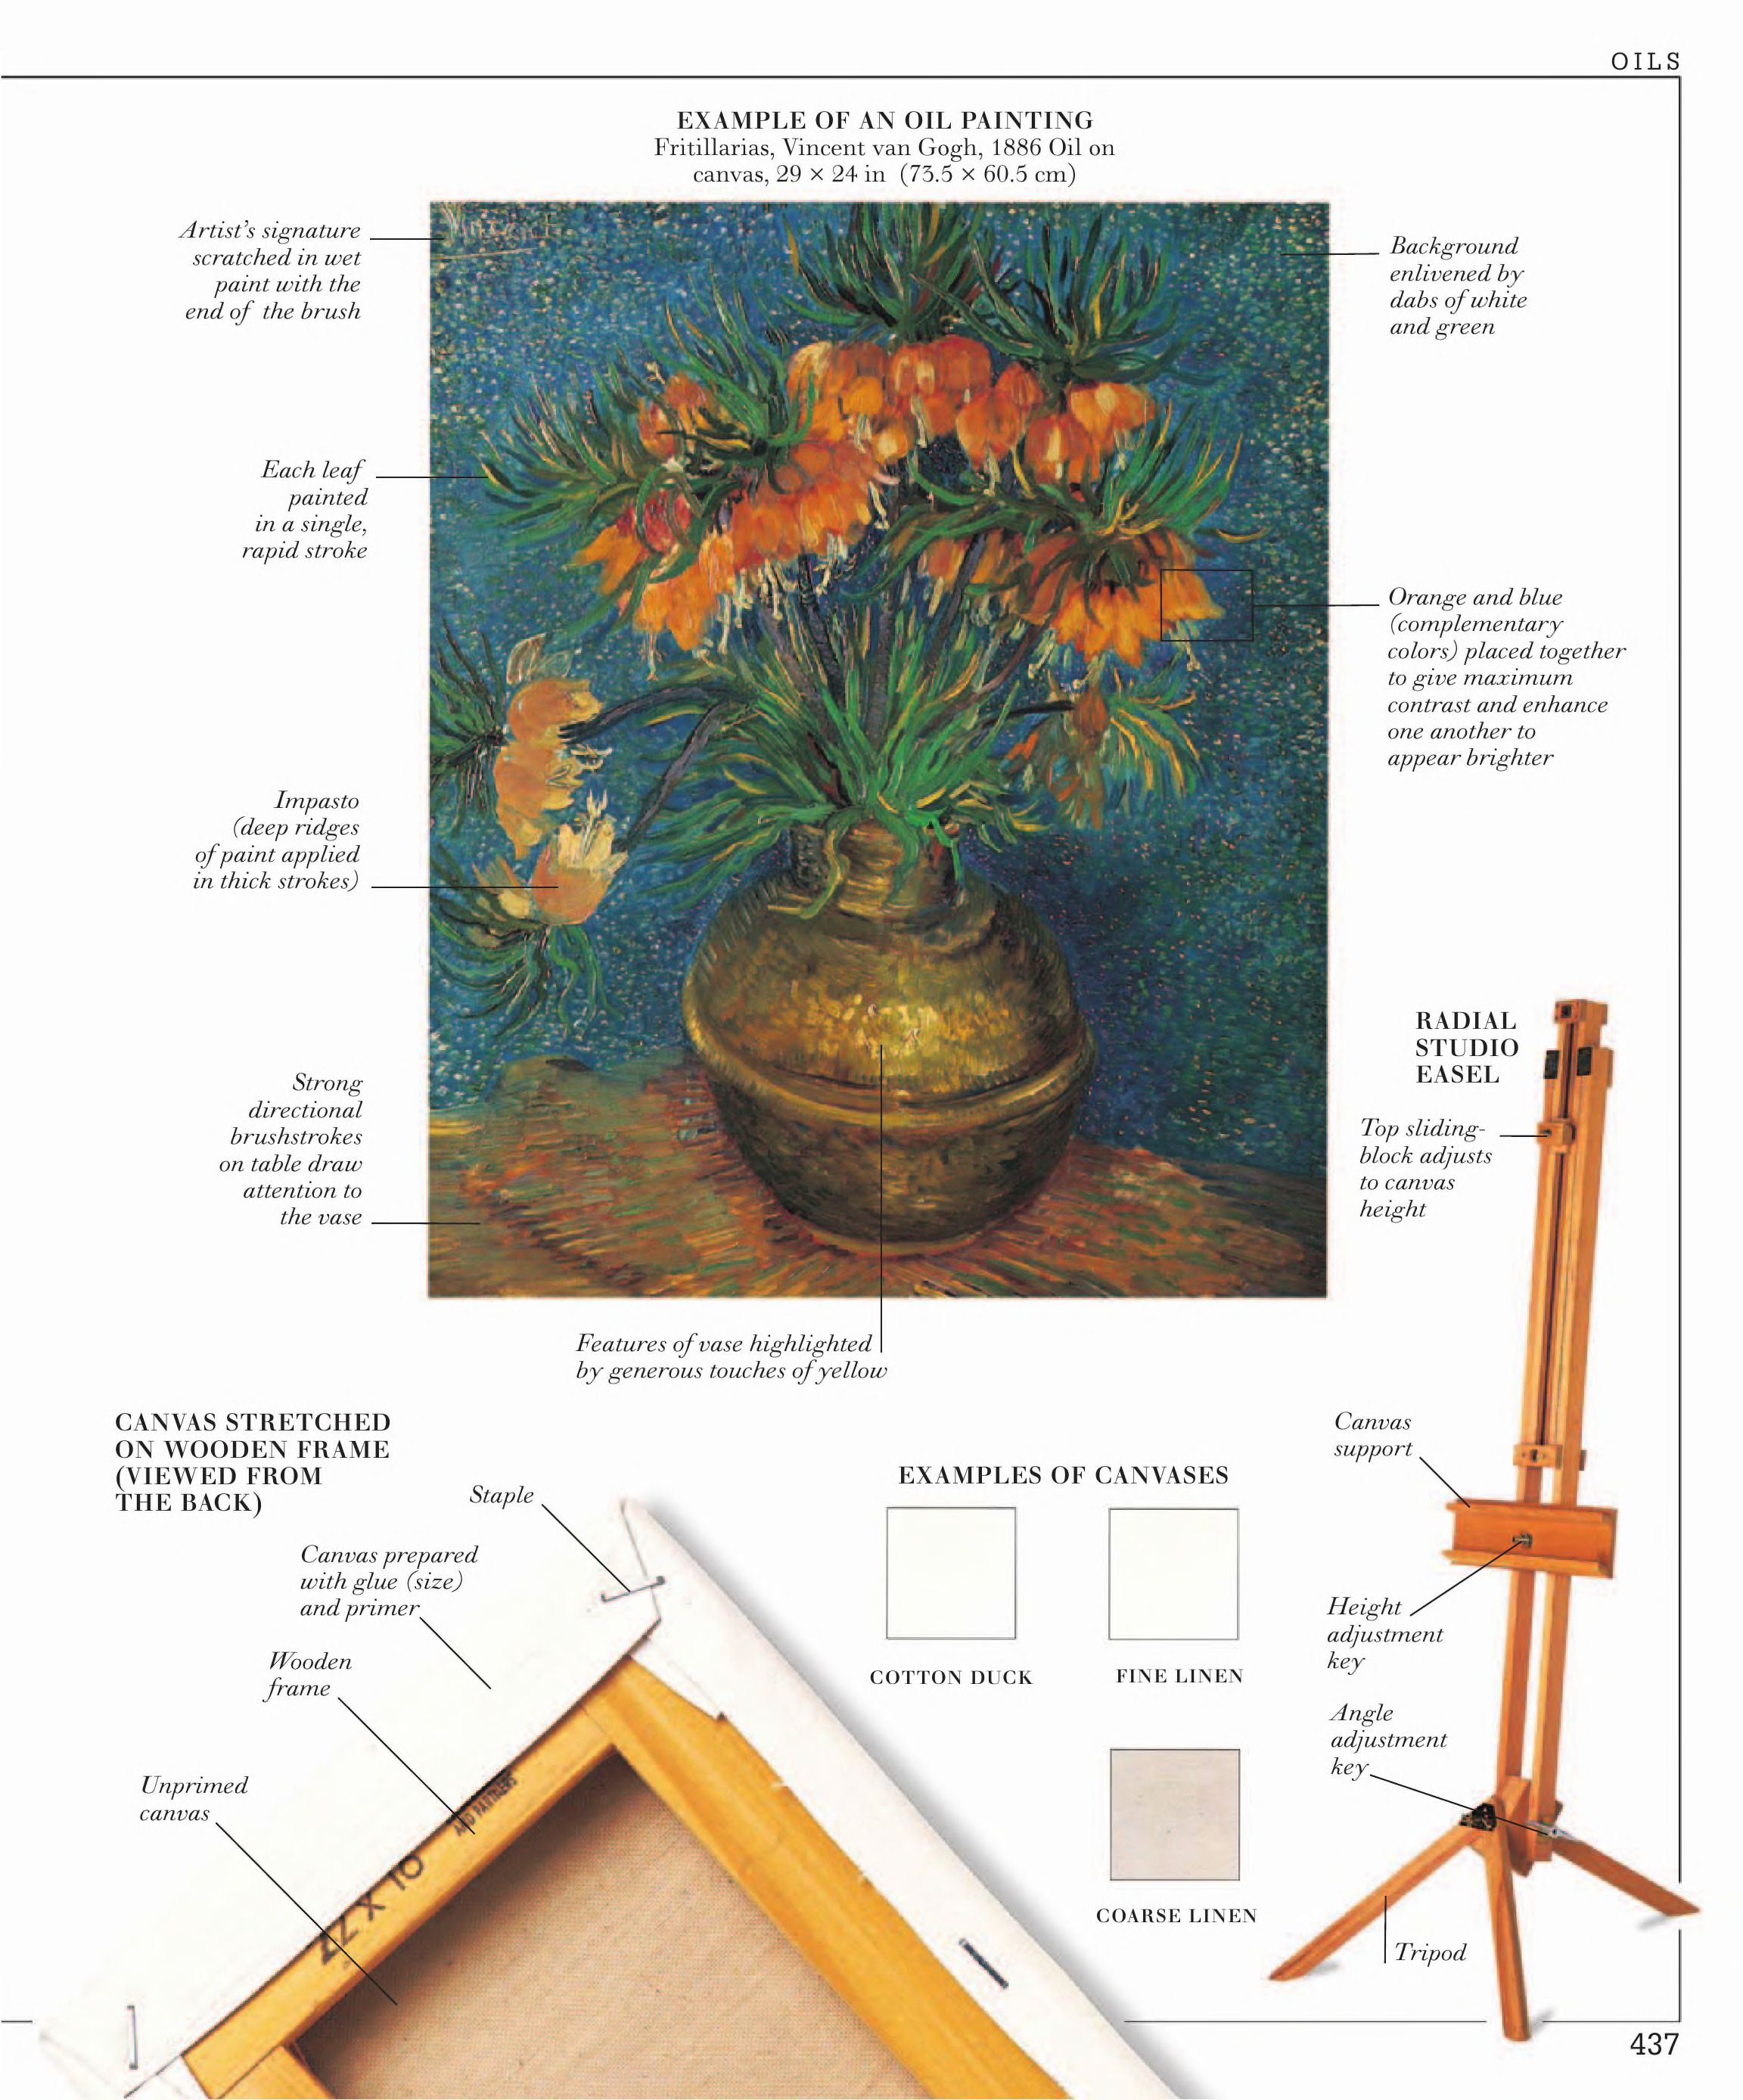 OILS
EXAMPLE OF AN OIL PAINTING
Fritillarias, Vincent van Gogh, 1886 Oil on
canvas, 29 × 24 in (73.5 × 60.5 cm)
Artist's signature
scratched in wet
paint with the
end of the brush
Background
enlivened by
dabs of white
and green
Each leaf
painted
in a single,
rapid stroke
Orange and blue
(complementary
colors) placed together
to give maximum
contrast and enhance
one another to
appear brighter
Impasto
(deep ridges
of paint applied
in thick strokes)
Strong
directional
brushstrokes
on table draw
attention to
the vase
Features of vase highlighted
by generous touches of yellow
RADIAL
STUDIO
EASEL
Top sliding-
block adjusts
to canvas
height
Canvas
support
Height
adjustment
key
Angle
adjustment
key
Tripod
CANVAS STRETCHED
ON WOODEN FRAME
(VIEWED FROM
THE BACK)
Staple
Canvas prepared
with glue (size)
and primer
Wooden
frame
Unprimed
canvas
AND PARTNERS
EXAMPLES OF CANVASES
COTTON DUCK
FINE LINEN
COARSE LINEN
437